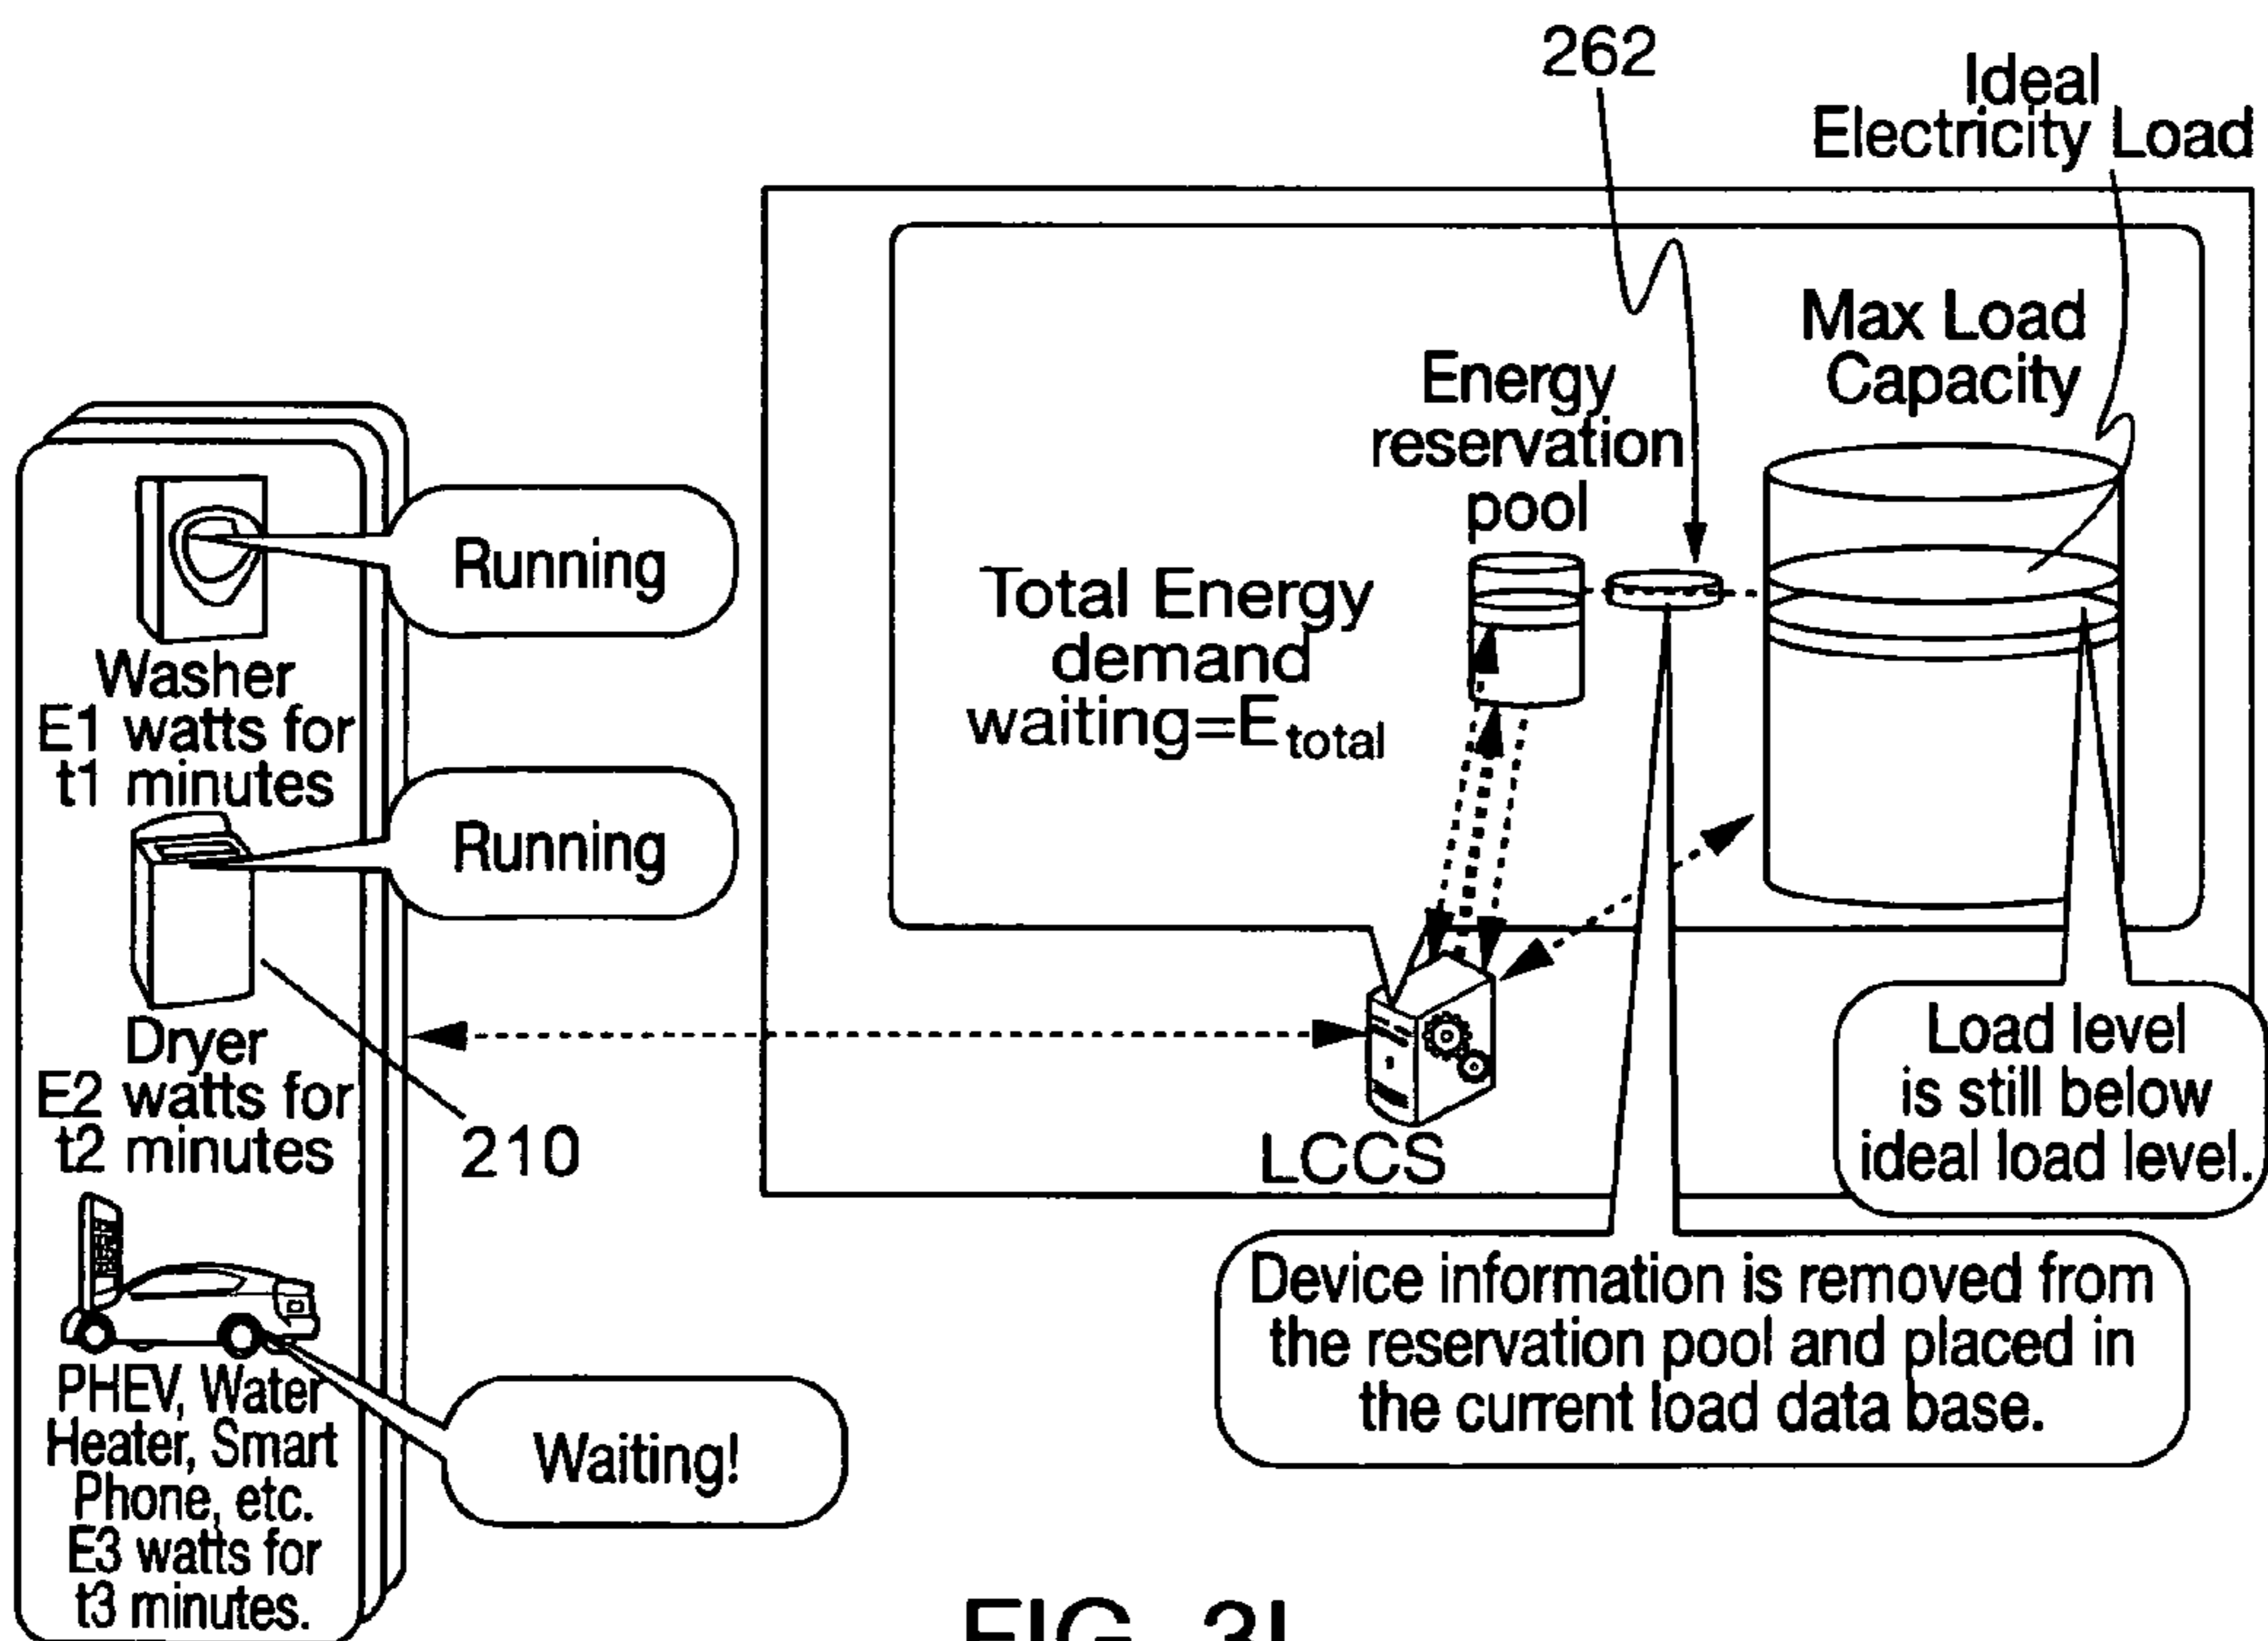 262
Ideal
Electricity Load
Max Load
Capacity
Energy
reservation
pool
Total Energy
demand
waiting=Etotal
Running
Washer
E1 watts for
t1 minutes
Running
Dryer
E2 watts for
t2 minutes
210
LCCS
Load level
is still below
ideal load level.
Device information is removed from
the reservation pool and placed in
the current load data base.
PHEV, Water
Heater, Smart
Phone, etc.
E3 watts for
t3 minutes.
Waiting!